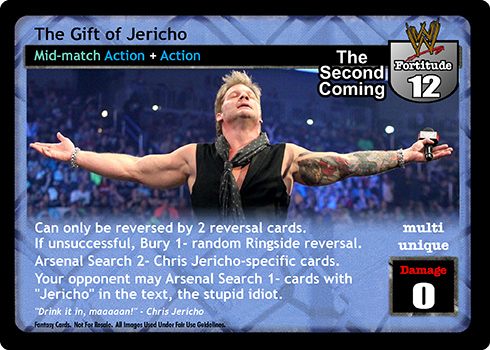 The Gift of Jericho
Mid-match Action + Action
The
Second
Coming
W
Fortitude
12
Can only be reversed by 2 reversal cards.
If unsuccessful, Bury 1- random Ringside reversal.
Arsenal Search 2- Chris Jericho-specific cards.
Your opponent may Arsenal Search 1- cards with
"Jericho" in the text, the stupid idiot.
"Drink it in, maaaaan!" - Chris Jericho
Fantasy Cards. Not For Resale. All Images Used Under Fair Use Guidelines.
multi
unique
Damage
0